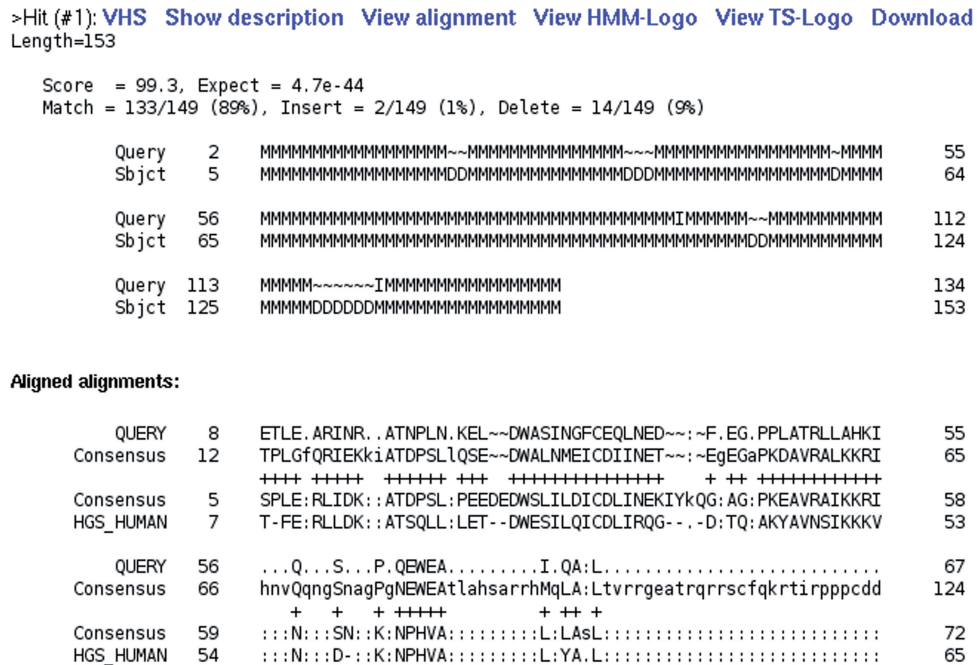 >Hit (#1): VHS Show description View alignment View HMM-Logo View TS-Logo Download
Length=153
Score = 99.3, Expect = 4.7e-44
Match = 133/149 (89%), Insert = 2/149 (1%), Delete = 14/149 (9%)
Query 2 MMMMMMMMMMMMMMMMMM~~MMMMMMMMMMMMMMM~~~MMMMMMMMMMMMMMMMM~MMMM 55
Sbjct 5 MMMMMMMMMMMMMMMMMMDDMMMMMMMMMMMMMMMDDDMMMMMMMMMMMMMMMMMDMMMM 64
Query 56 MMMMMMMMMMMMMMMMMMMMMMMMMMMMMMMMMMMMMMMMIMMMMMM~~MMMMMMMMMMM 112
Sbjct 65 MMMMMMMMMMMMMMMMMMMMMMMMMMMMMMMMMMMMMMMMMMMMMMMDDMMMMMMMMMMM 124
Query 113 MMMMM~~~~~~IMMMMMMMMMMMMMMMMM 134
Sbjct 125 MMMMMDDDDDDMMMMMMMMMMMMMMMMMM 153
Aligned alignments:
QUERY 8 ETLE.ARINR..ATNPLN.KEL~~DWASINGFCEQLNED~~:~F.EG.PPLATRLLAHKI 55
Consensus 12 TPLGfQRIEKkiATDPSLlQSE~~DWALNMEICDIINET~~:~EgEGaPKDAVRALKKRI 65
++++ +++++ ++++++ +++ +++++++++++++++ + ++ ++++++++++++
Consensus 5 SPLE:RLIDK::ATDPSL:PEEDEDWSLILDICDLINEKIYkQG:AG:PKEAVRAIKKRI 58
HGS_HUMAN 7 T-FE:RLLDK::ATSQLL:LET--DWESILQICDLIRQG--.-D:TQ:AKYAVNSIKKKV 53
QUERY 56 ...Q...S...P.QEWEA.........I.QA:L........................... 67
Consensus 66 hnvQqngSnagPgNEWEAtlahsarrhMqLA:Ltvrrgeatrqrrscfqkrtirpppcdd 124
+ + + +++++ + ++ +
Consensus 59 :::N:::SN::K:NPHVA:::::::::L:LAsL::::::::::::::::::::::::::: 72
HGS_HUMAN 54 :::N:::D-::K:NPHVA:::::::::L:YA.L::::::::::::::::::::::::::: 65